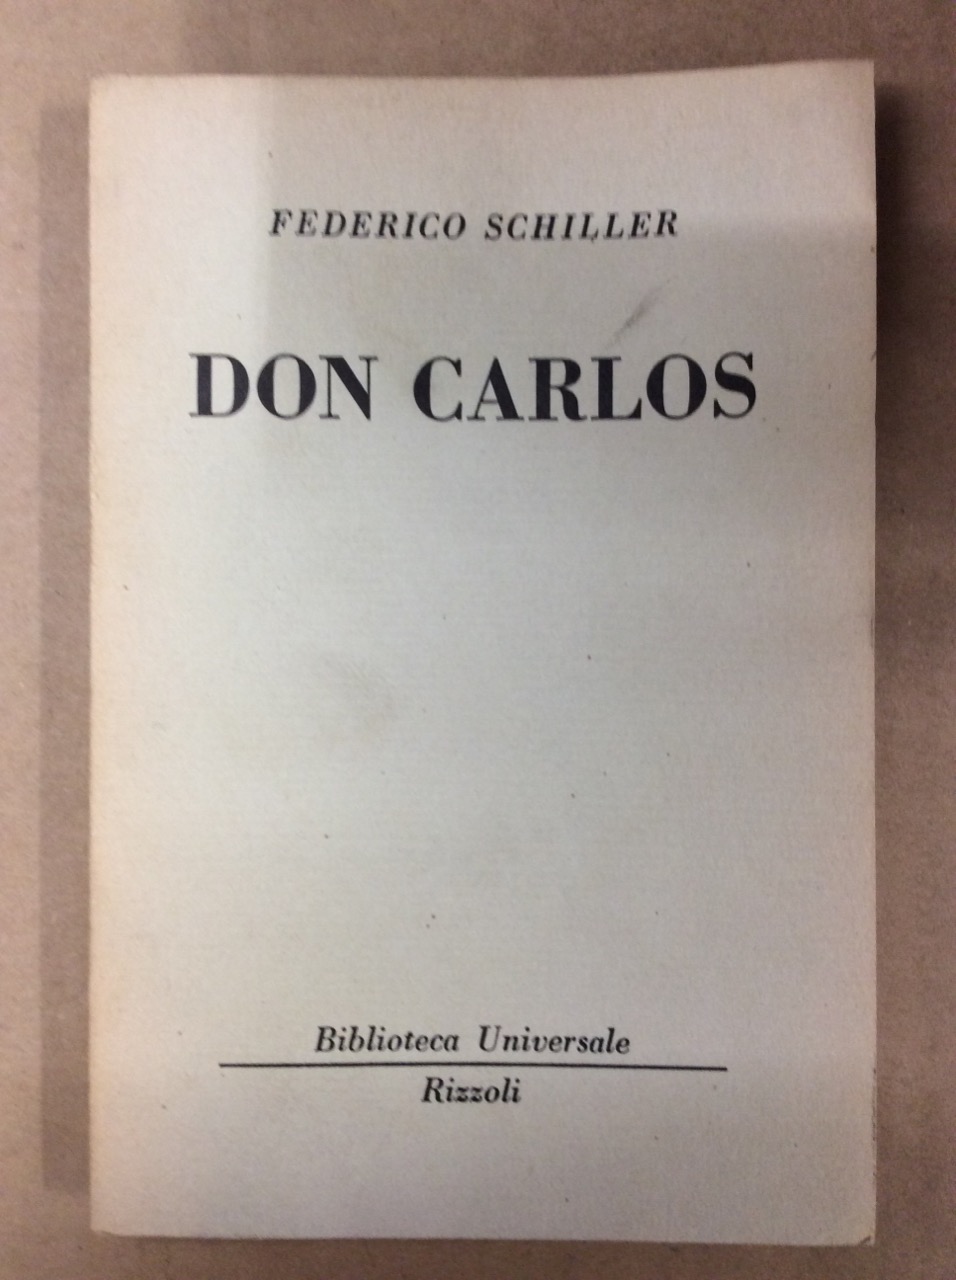 FEDERICO SCHILLER
DON CARLOS
Biblioteca Universale
Rizzoli